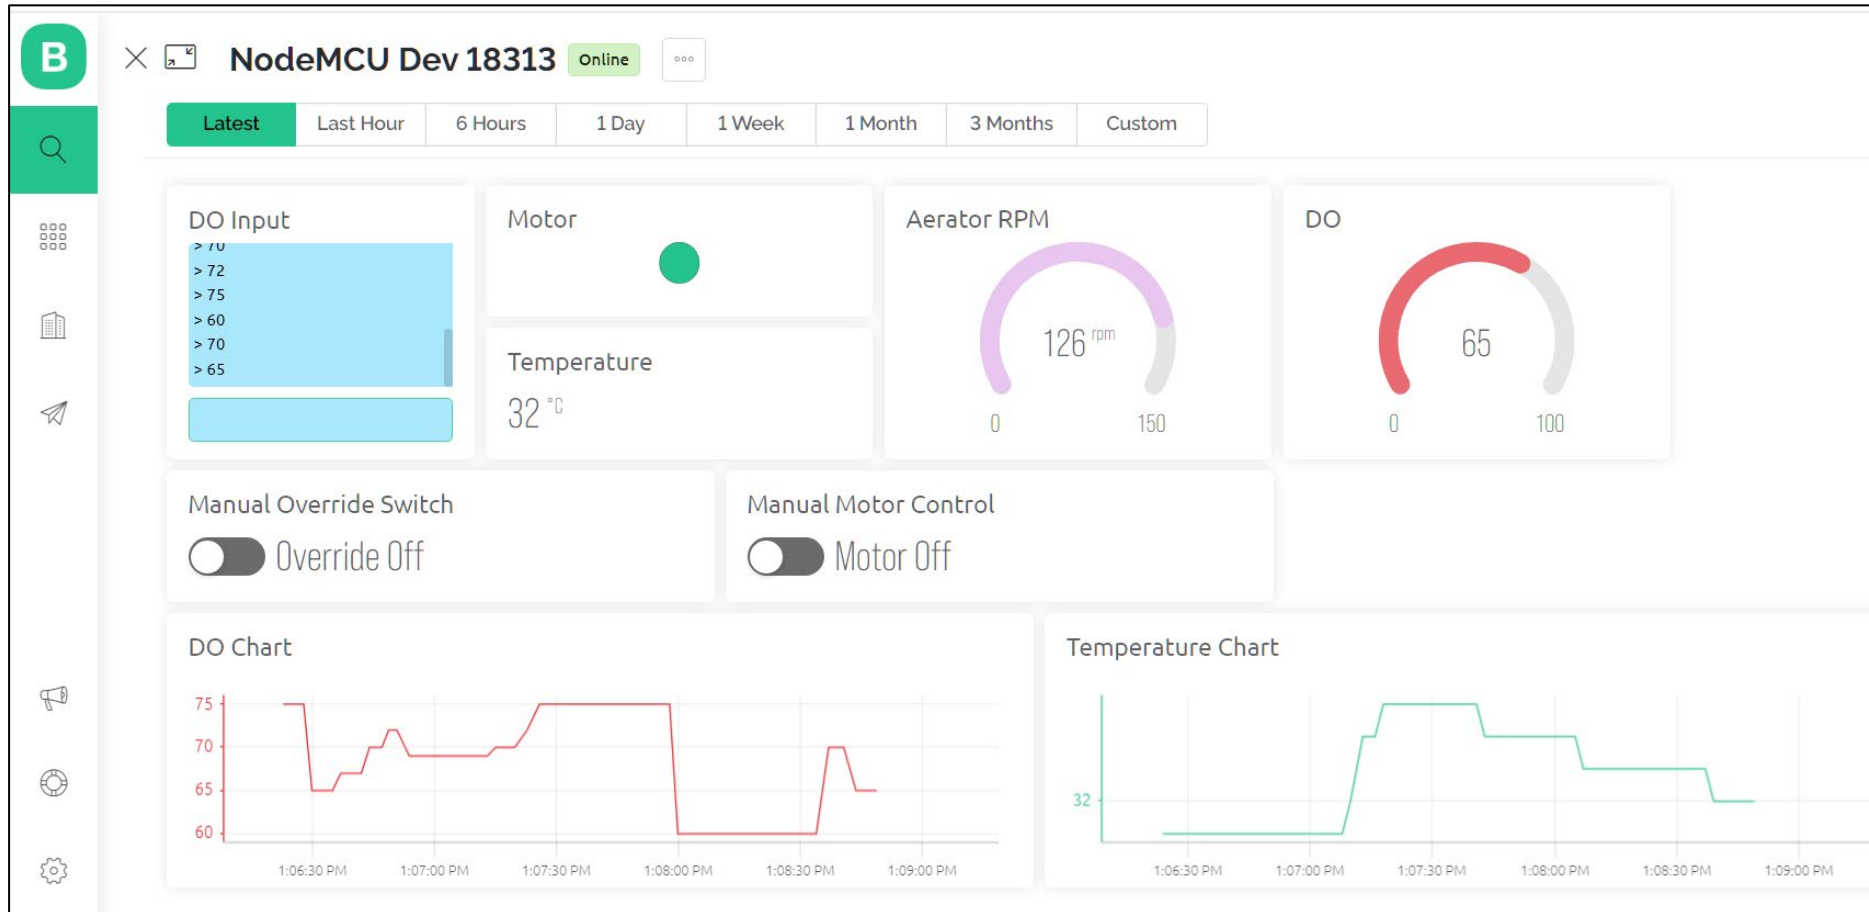 B
NodeMCU Dev 18313 Online
Latest Last Hour 6 Hours 1 Day 1 Week 1 Month 3 Months Custom
DO Input
> 70
> 72
> 75
> 60
> 70
> 65
Motor
Temperature
32 °C
Aerator RPM
126 rpm
0 150
DO
65
0 100
Manual Override Switch
Override Off
Manual Motor Control
Motor Off
DO Chart
75
70
65
60
1:06:30 PM 1:07:00 PM 1:07:30 PM 1:08:00 PM 1:08:30 PM 1:09:00 PM
Temperature Chart
32
1:06:30 PM 1:07:00 PM 1:07:30 PM 1:08:00 PM 1:08:30 PM 1:09:00 PM